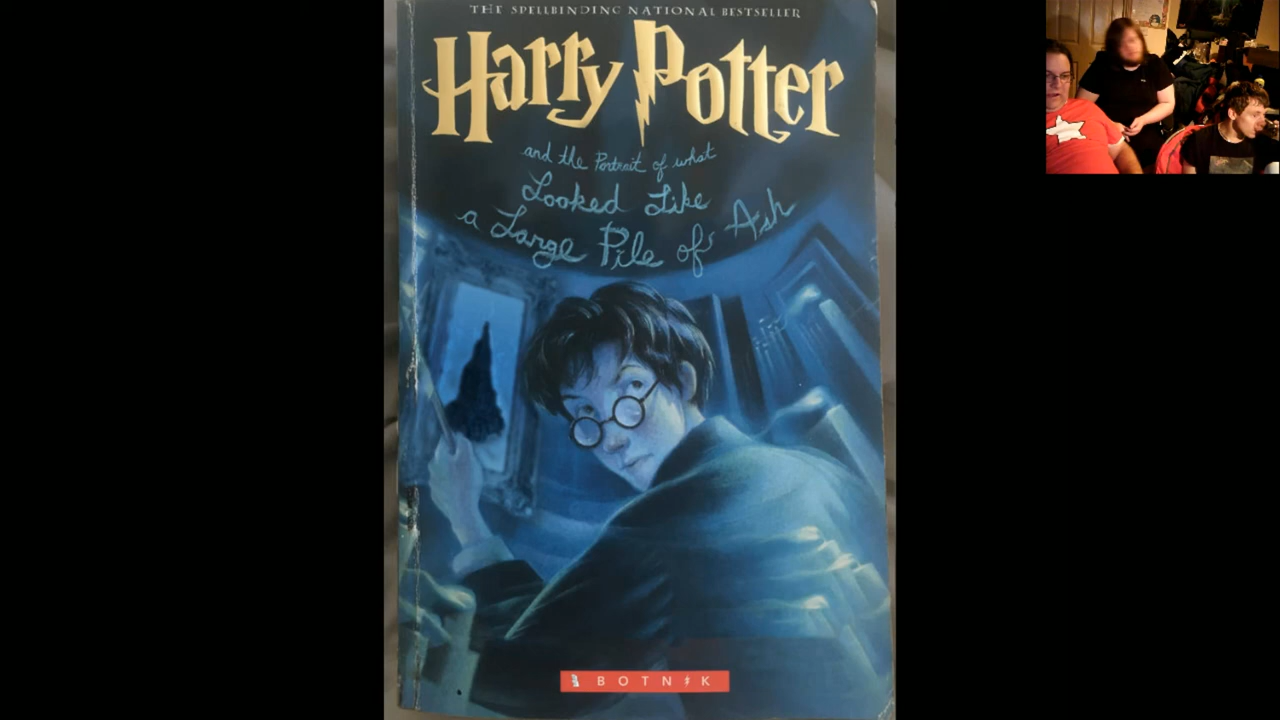 THE SPELLBINDING NATIONAL BESTSELLER
Harry Potter
and the Portrait of what
Looked Like
a Large Pile of Ash
BOTNIK